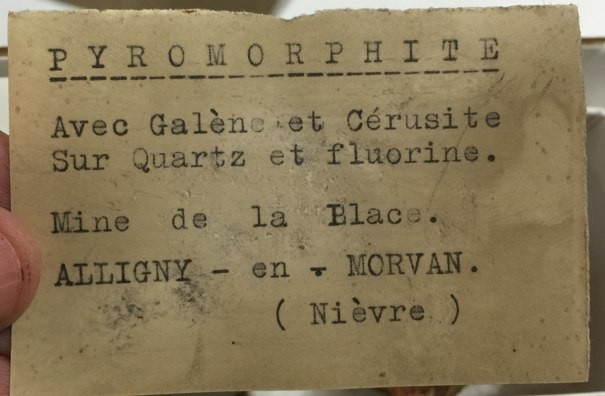 PYROMORPHITE
Avec Galène et Cérusite
Sur Quartz et fluorine.
Mine de la Blace.
ALLIGNY - en - MORVAN.
( Nièvre )